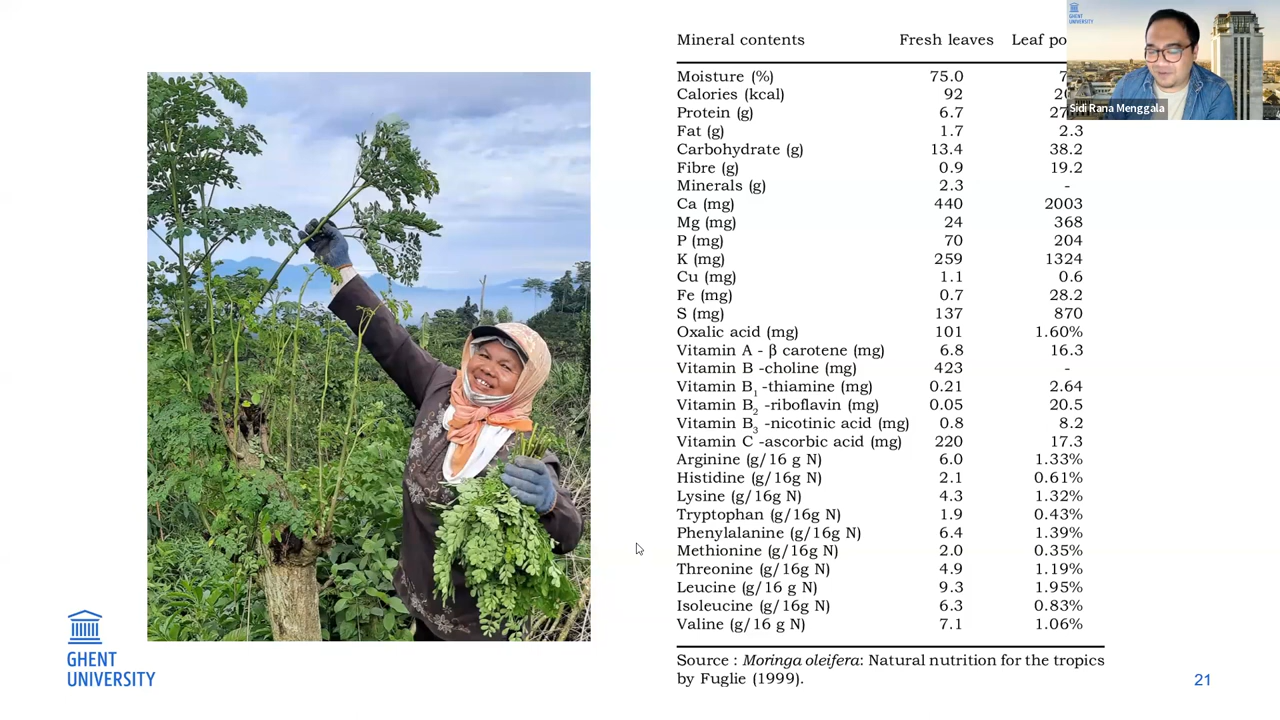 Mineral contents Fresh leaves Leaf
Moisture (%) 75.0
Calories (kcal) 92
Protein (g) 6.7
Fat (g) 1.7 2.3
Carbohydrate (g) 13.4 38.2
Fibre (g) 0.9 19.2
Minerals (g) 2.3 -
Ca (mg) 440 2003
Mg (mg) 24 368
P (mg) 70 204
K (mg) 259 1324
Cu (mg) 1.1 0.6
Fe (mg) 0.7 28.2
S (mg) 137 870
Oxalic acid (mg) 101 1.60%
Vitamin A - β carotene (mg) 6.8 16.3
Vitamin B -choline (mg) 423 -
Vitamin B1 -thiamine (mg) 0.21 2.64
Vitamin B2 -riboflavin (mg) 0.05 20.5
Vitamin B3 -nicotinic acid (mg) 0.8 8.2
Vitamin C -ascorbic acid (mg) 220 17.3
Arginine (g/16 g N) 6.0 1.33%
Histidine (g/16g N) 2.1 0.61%
Lysine (g/16g N) 4.3 1.32%
Tryptophan (g/16g N) 1.9 0.43%
Phenylalanine (g/16g N) 6.4 1.39%
Methionine (g/16g N) 2.0 0.35%
Threonine (g/16g N) 4.9 1.19%
Leucine (g/16 g N) 9.3 1.95%
Isoleucine (g/16g N) 6.3 0.83%
Valine (g/16 g N) 7.1 1.06%
Source : Moringa oleifera: Natural nutrition for the tropics
by Fuglie (1999).
GHENT
UNIVERSITY
Sidi Rana Menggala
GHENT
UNIVERSITY
21